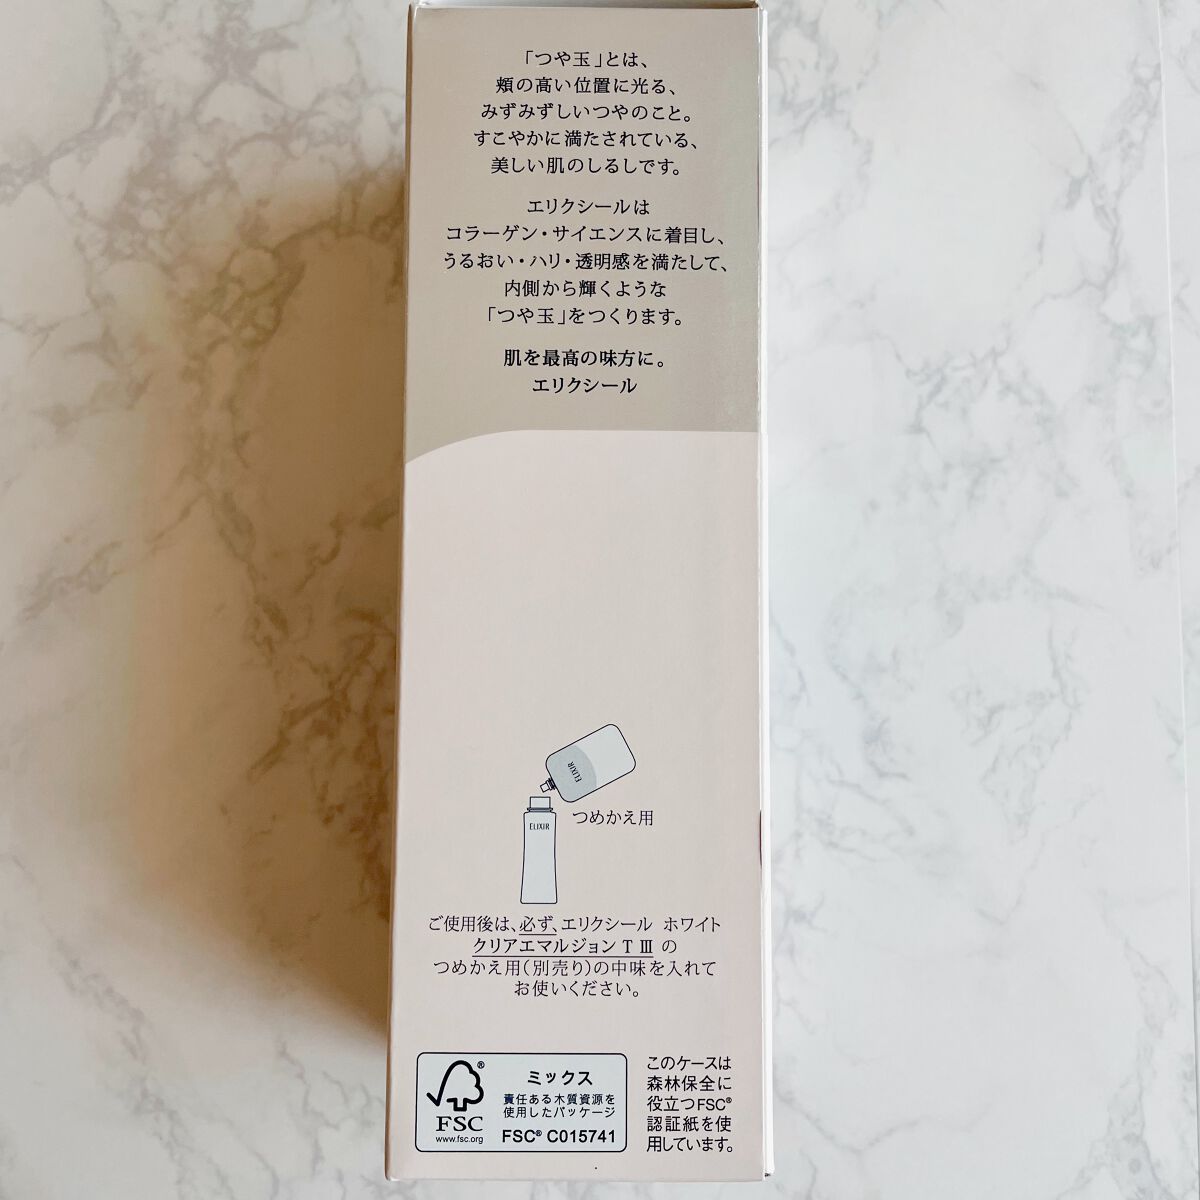 「つや玉」とは、
頬の高い位置に光る、
みずみずしいつやのこと。
すこやかに満たされている、
美しい肌のしるしです。
エリクシールは
コラーゲン・サイエンスに着目し、
うるおい・ハリ・透明感を満たして、
内側から輝くような
「つや玉」をつくります。
肌を最高の味方に。
エリクシール
ELIXIR
つめかえ用
ELIXIR
ご使用後は、必ず、エリクシール ホワイト
クリアエマルジョン T Ⅲ の
つめかえ用(別売り)の中味を入れて
お使いください。
FSC®
www.fsc.org
ミックス
責任ある木質資源を
使用したパッケージ
FSC® C015741
このケースは
森林保全に
役立つFSC®
認証紙を使
用しています。